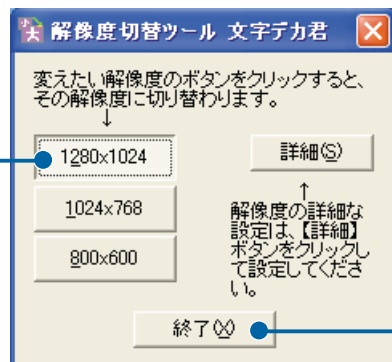 解像度切替ツール 文字デカ君
変えたい解像度のボタンをクリックすると、
その解像度に切り替わります。
↓
1280x1024
1024x768
800x600
詳細(S)
↑
解像度の詳細な
設定は、【詳細】
ボタンをクリックし
て設定してくださ
い。
終了(X)